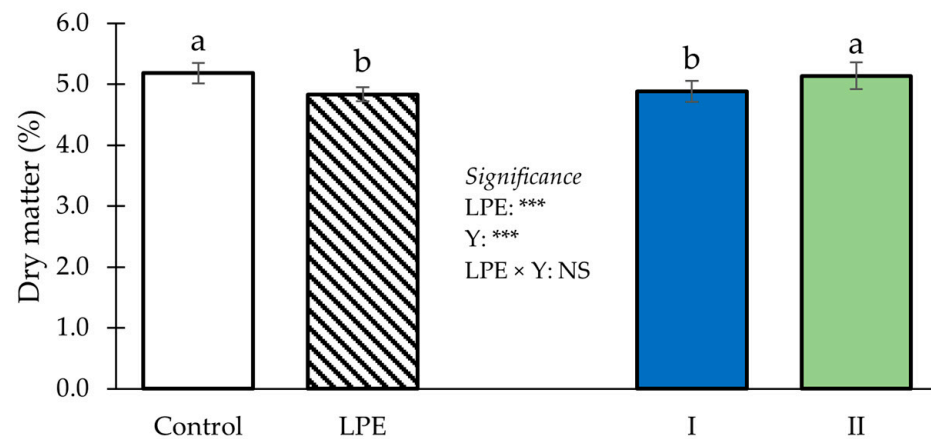 6.0
5.0
4.0
3.0
2.0
1.0
0.0
Dry matter (%)
a
b
b
a
Significance
LPE: ***
Y: ***
LPE × Y: NS
Control
LPE
I
II